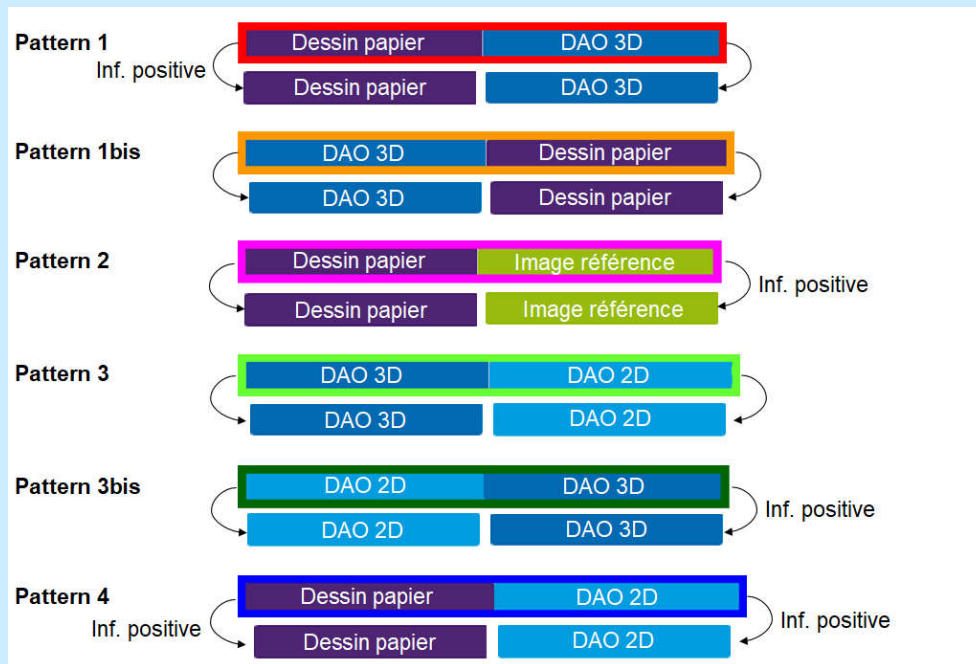 Pattern 1 Dessin papier DAO 3D
Inf. positive
Dessin papier DAO 3D
Pattern 1bis DAO 3D Dessin papier
DAO 3D Dessin papier
Pattern 2 Dessin papier Image référence
Inf. positive
Dessin papier Image référence
Pattern 3 DAO 3D DAO 2D
DAO 3D DAO 2D
Pattern 3bis DAO 2D DAO 3D
Inf. positive
DAO 2D DAO 3D
Pattern 4 Dessin papier DAO 2D
Inf. positive Inf. positive
Dessin papier DAO 2D